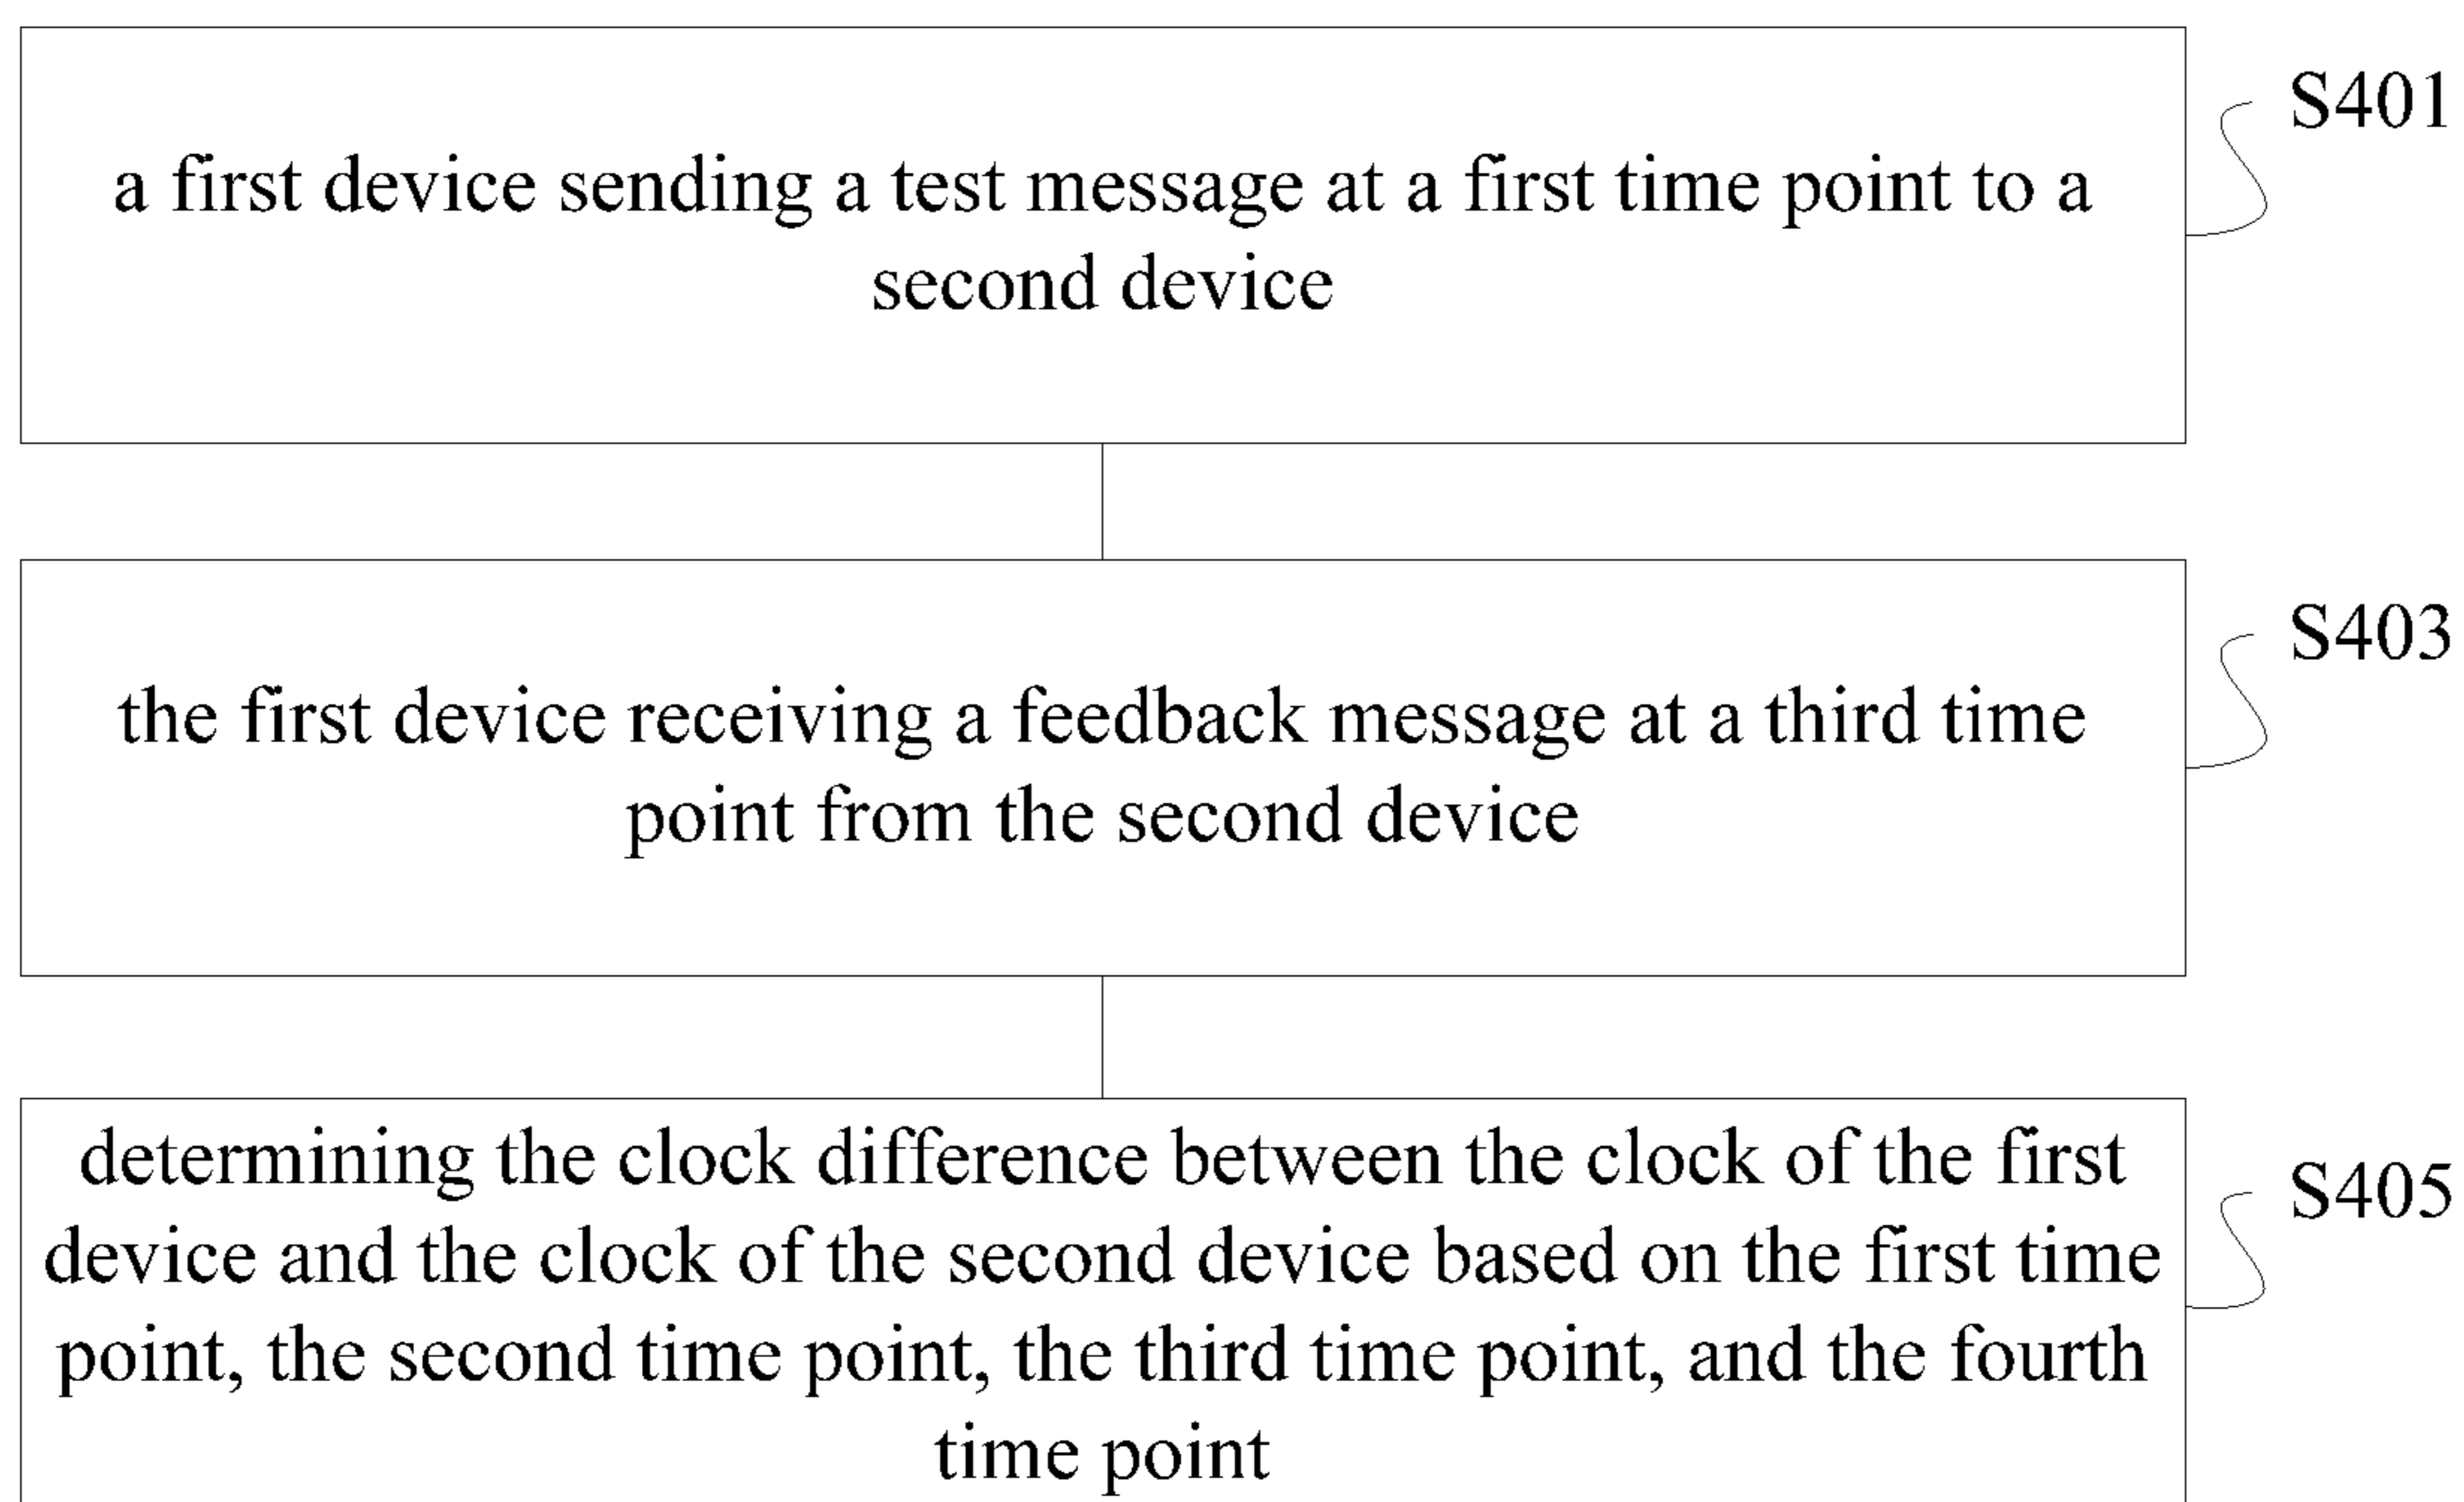 S401
a first device sending a test message at a first time point to a
second device
S403
the first device receiving a feedback message at a third time
point from the second device
determining the clock difference between the clock of the first
S405
device and the clock of the second device based on the first time
point, the second time point, the third time point, and the fourth
time point